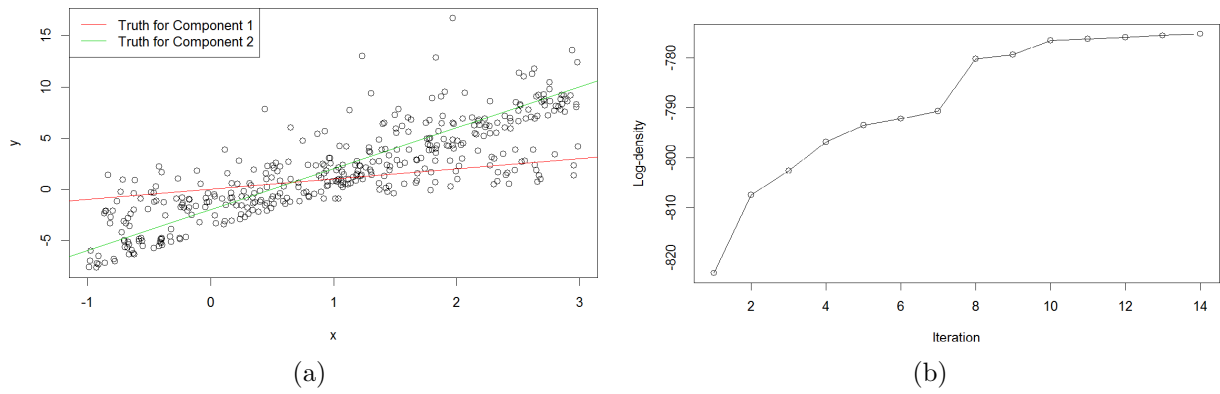 Truth for Component 1
Truth for Component 2
y
15
10
5
0
-5
-1
0
1
2
3
x
(a)
Log-density
-780
-790
-800
-810
-820
2
4
6
8
10
12
14
Iteration
(b)